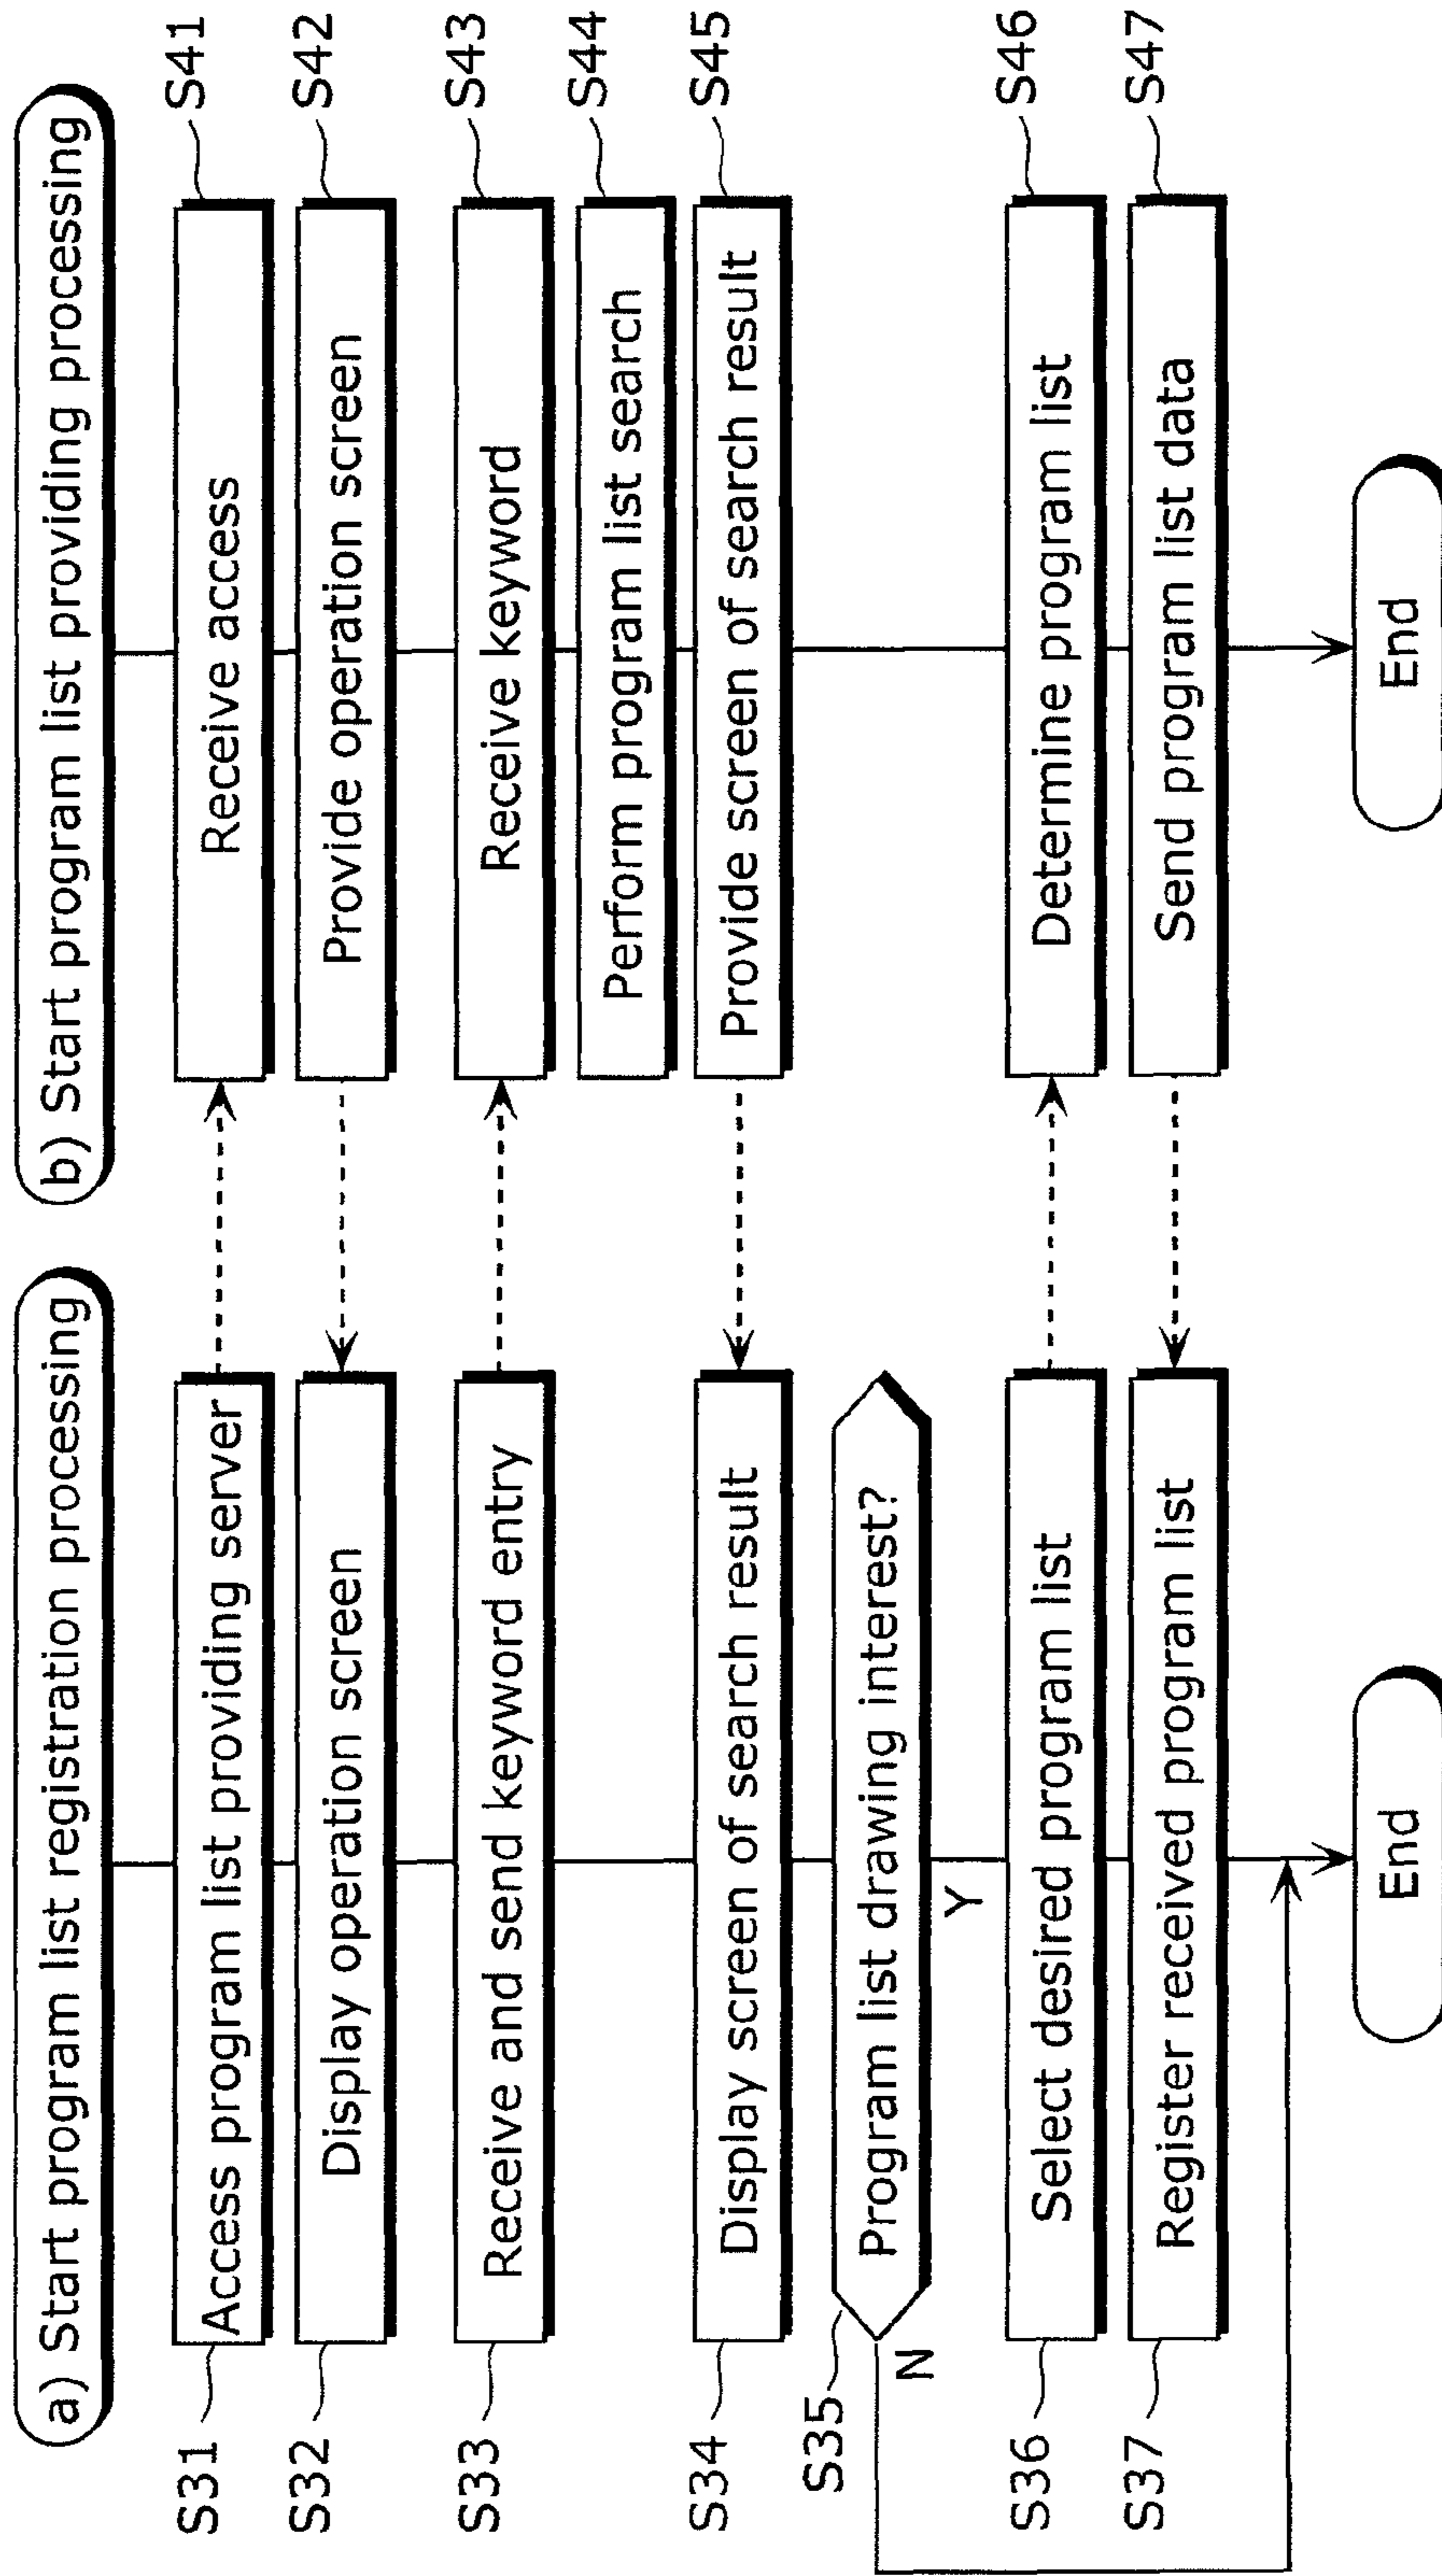 a) Start program list registration processing
S31
Access program list providing server
S32
Display operation screen
S33
Receive and send keyword entry
S34
Display screen of search result
S35
Program list drawing interest?
N
Y
S36
Select desired program list
S37
Register received program list
End
b) Start program list providing processing
Receive access
S41
Provide operation screen
S42
Receive keyword
S43
Perform program list search
S44
Provide screen of search result
S45
Determine program list
S46
Send program list data
S47
End